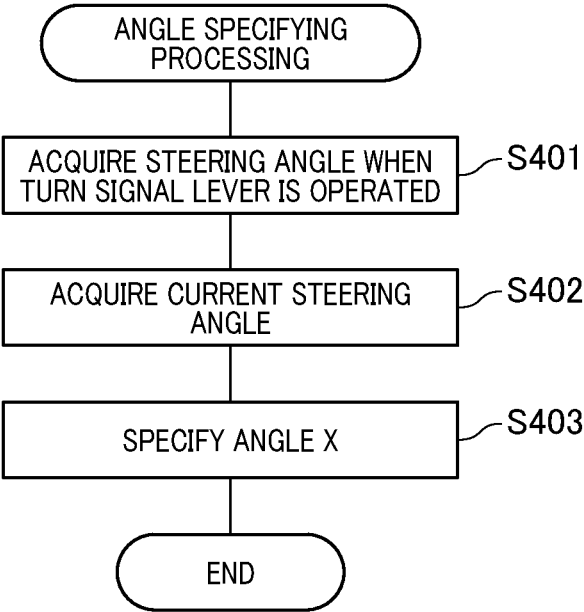 ANGLE SPECIFYING
PROCESSING
ACQUIRE STEERING ANGLE WHEN
TURN SIGNAL LEVER IS OPERATED
S401
ACQUIRE CURRENT STEERING
ANGLE
S402
SPECIFY ANGLE X
S403
END